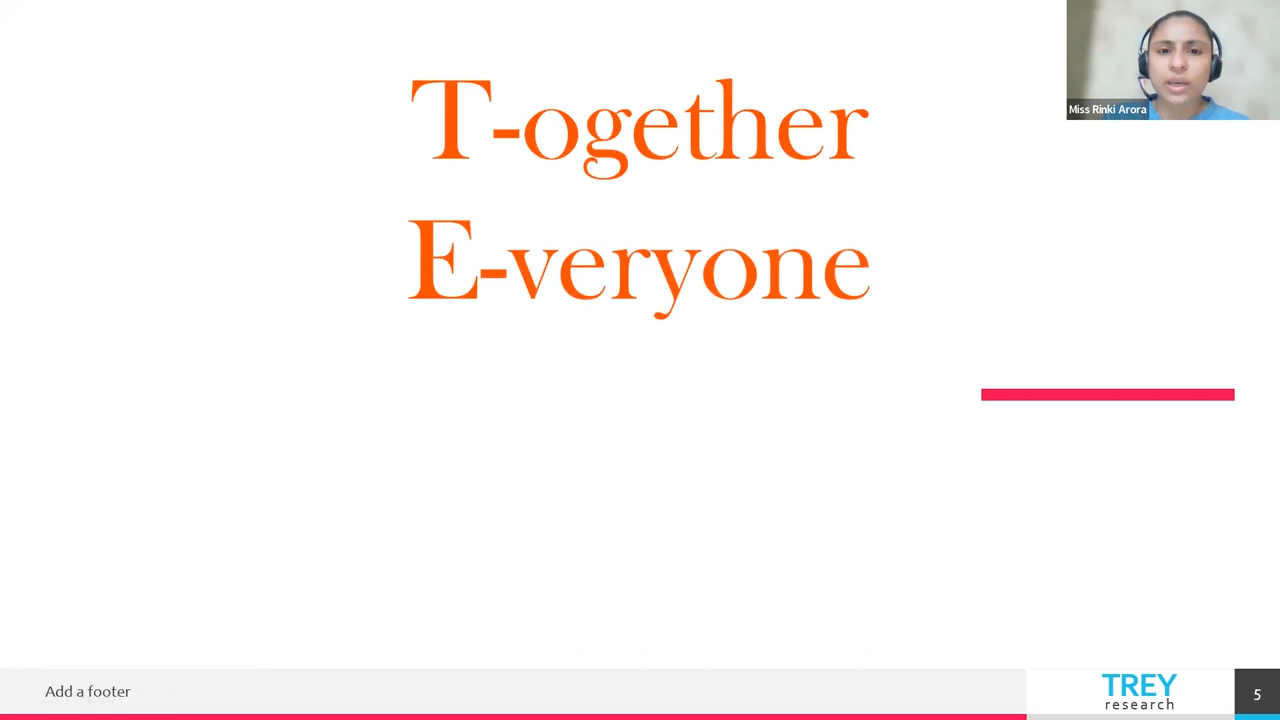 T-ogether
Miss Rinki Arora
E-veryone
Add a footer
TREY
research
5